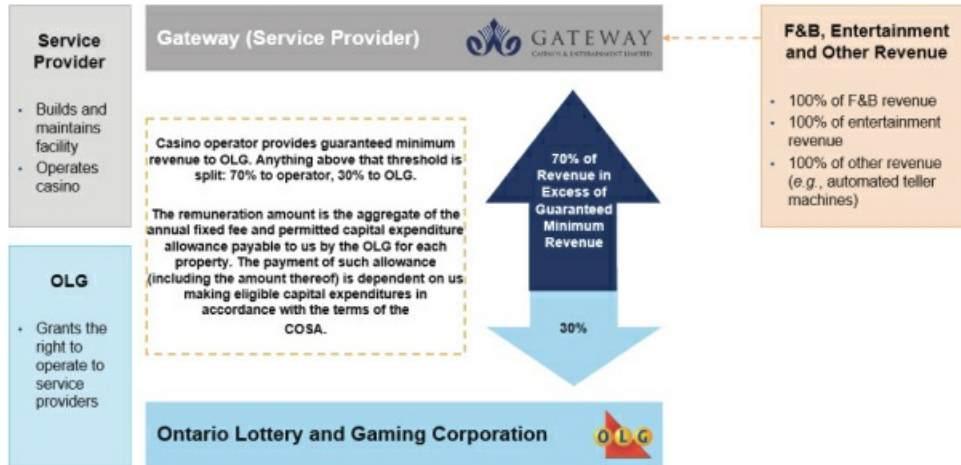 Service
Provider
• Builds and
maintains
facility
• Operates
casino
OLG
• Grants the
right to
operate to
service
providers
Gateway (Service Provider)
GATEWAY
CASINOS & ENTERTAINMENT LIMITED
Casino operator provides guaranteed minimum
revenue to OLG. Anything above that threshold is
split: 70% to operator, 30% to OLG.
The remuneration amount is the aggregate of the
annual fixed fee and permitted capital expenditure
allowance payable to us by the OLG for each
property. The payment of such allowance
(including the amount thereof) is dependent on us
making eligible capital expenditures in
accordance with the terms of the
COSA.
70% of
Revenue in
Excess of
Guaranteed
Minimum
Revenue
30%
Ontario Lottery and Gaming Corporation
OLG
F&B, Entertainment
and Other Revenue
• 100% of F&B revenue
• 100% of entertainment
revenue
• 100% of other revenue
(e.g., automated teller
machines)